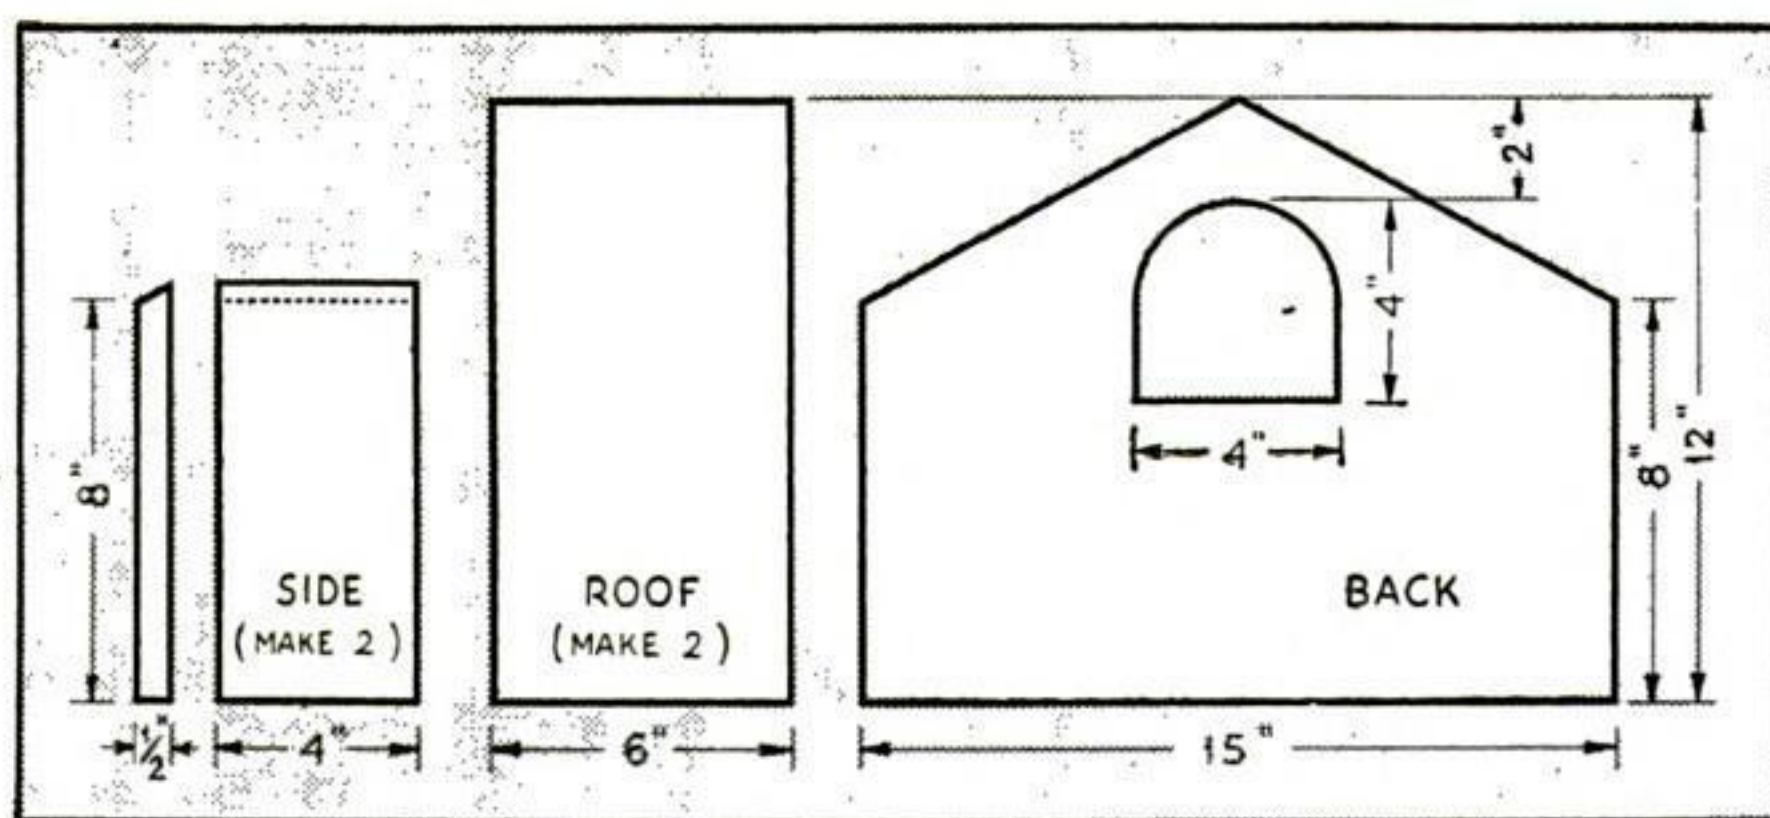 8"
½"
SIDE
(MAKE 2)
4"
ROOF
(MAKE 2)
6"
2"
4"
4"
BACK
8"
12"
15"